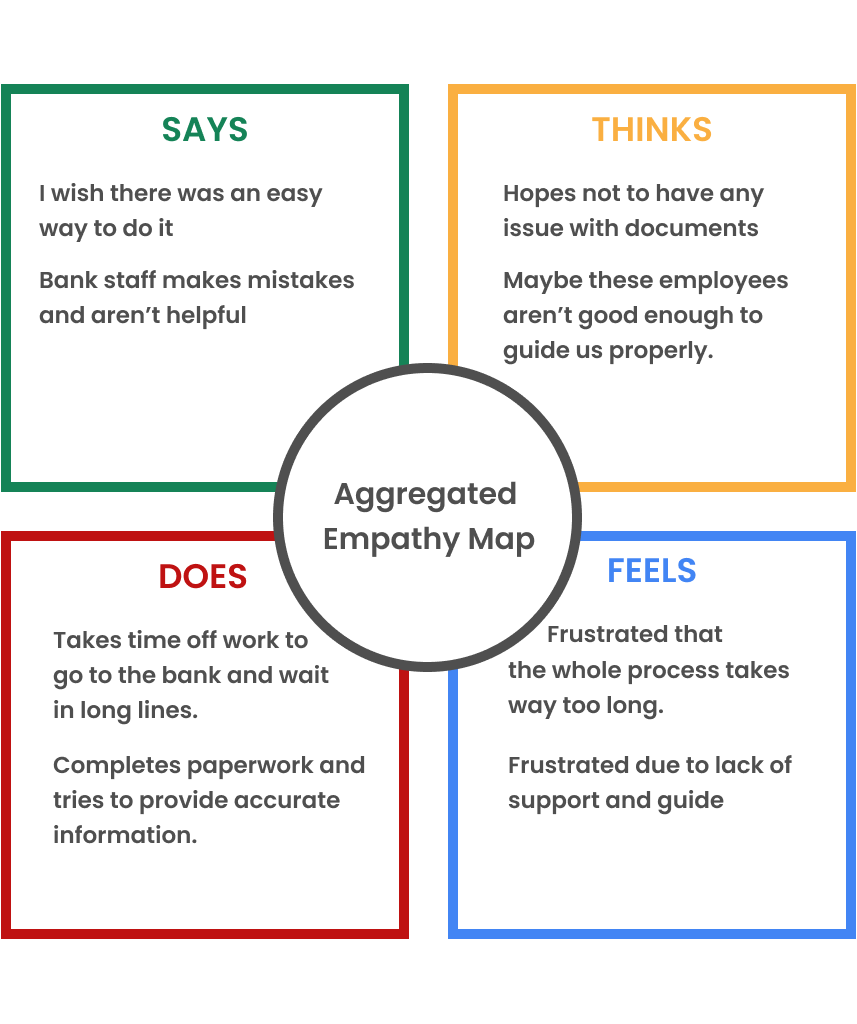 SAYS
I wish there was an easy
way to do it
Bank staff makes mistakes
and aren’t helpful
THINKS
Hopes not to have any
issue with documents
Maybe these employees
aren’t good enough to
guide us properly.
Aggregated
Empathy Map
DOES
Takes time off work to
go to the bank and wait
in long lines.
Completes paperwork and
tries to provide accurate
information.
FEELS
Frustrated that
the whole process takes
way too long.
Frustrated due to lack of
support and guide